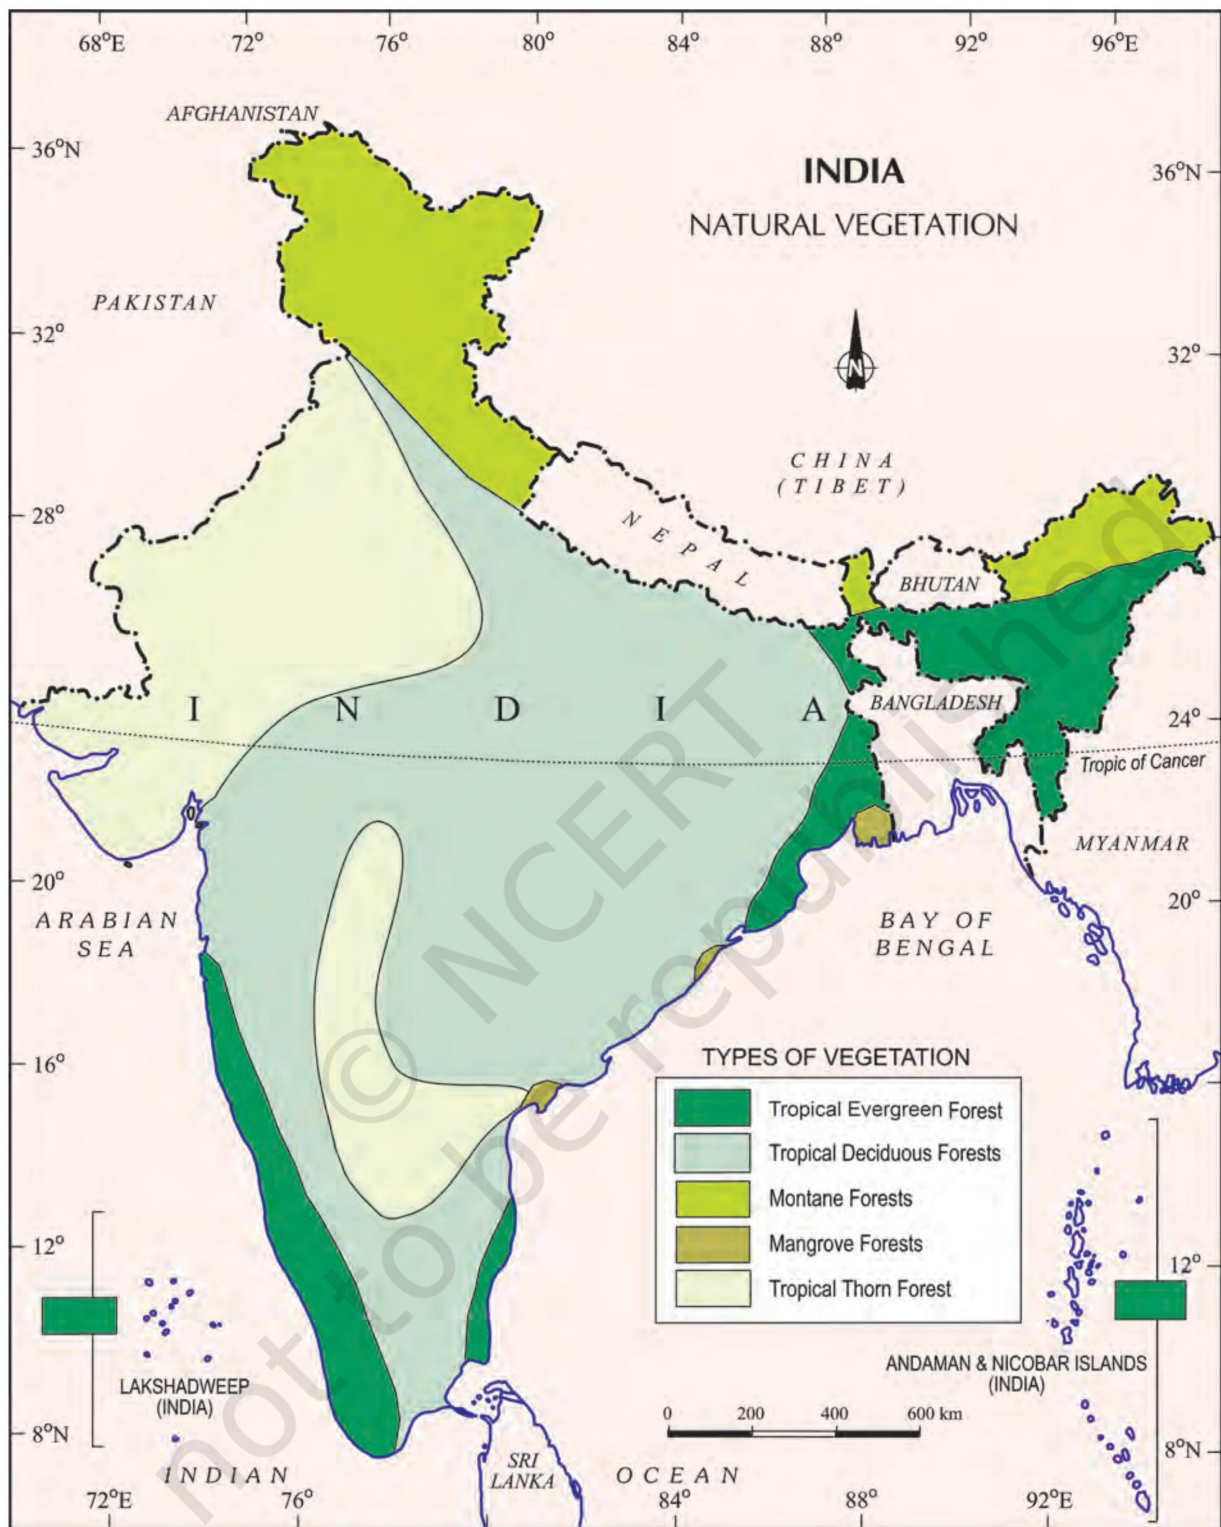 68°E 72° 76° 80° 84° 88° 92° 96°E
AFGHANISTAN
36°N
36°N
INDIA
NATURAL VEGETATION
PAKISTAN
32°
32°
N
CHINA
(TIBET)
28°
28°
NEPAL
BHUTAN
INDIA
BANGLADESH
24°
Tropic of Cancer
MYANMAR
20°
20°
ARABIAN
SEA
BAY OF
BENGAL
© NCERT
not to be republished
16°
16°
TYPES OF VEGETATION
Tropical Evergreen Forest
Tropical Deciduous Forests
Montane Forests
Mangrove Forests
Tropical Thorn Forest
12°
12°
LAKSHADWEEP
(INDIA)
ANDAMAN & NICOBAR ISLANDS
(INDIA)
0 200 400 600 km
8°N
8°N
SRI
LANKA
INDIAN OCEAN
72°E 76° 84° 88° 92°E